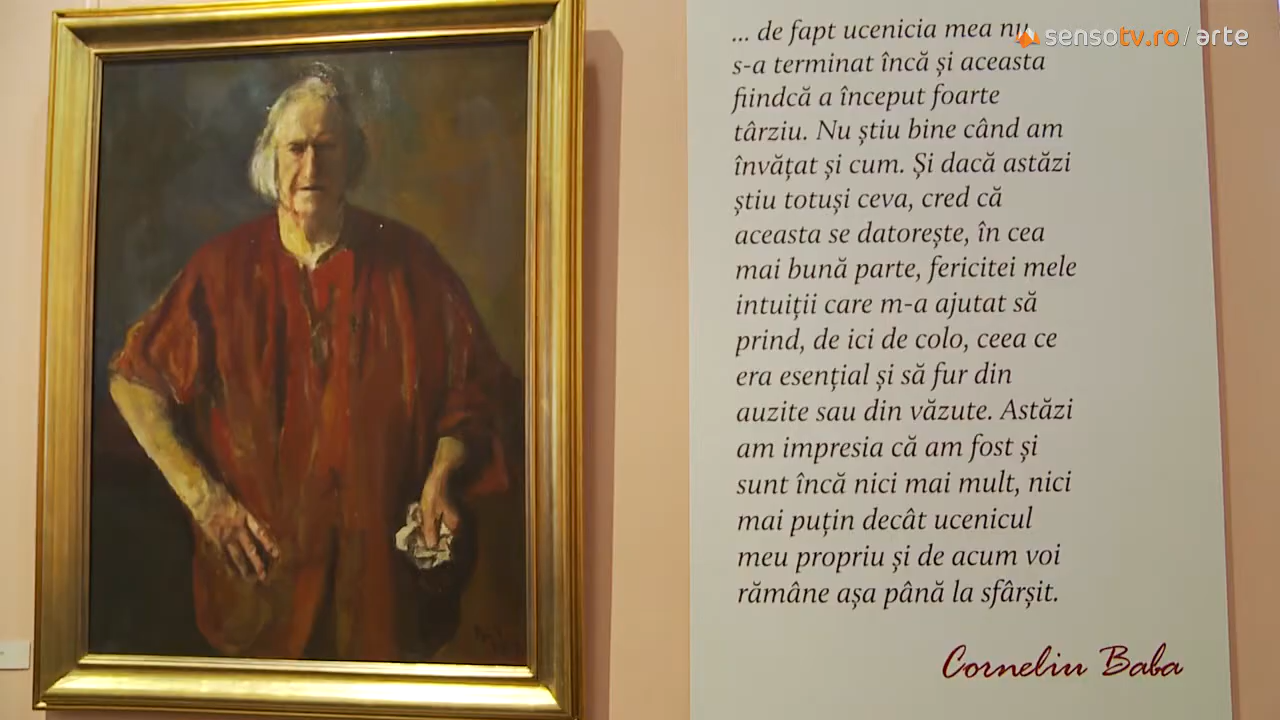 ... de fapt ucenicia mea nu
sensotv.ro/arte
s-a terminat încă și aceasta
fiindcă a început foarte
târziu. Nu știu bine când am
învățat și cum. Și dacă astăzi
știu totuși ceva, cred că
aceasta se datorește, în cea
mai bună parte, fericitei mele
intuiții care m-a ajutat să
prind, de ici de colo, ceea ce
era esențial și să fur din
auzite sau din văzute. Astăzi
am impresia că am fost și
sunt încă nici mai mult, nici
mai puțin decât ucenicul
meu propriu și de acum voi
rămâne așa până la sfârșit.
Corneliu Baba